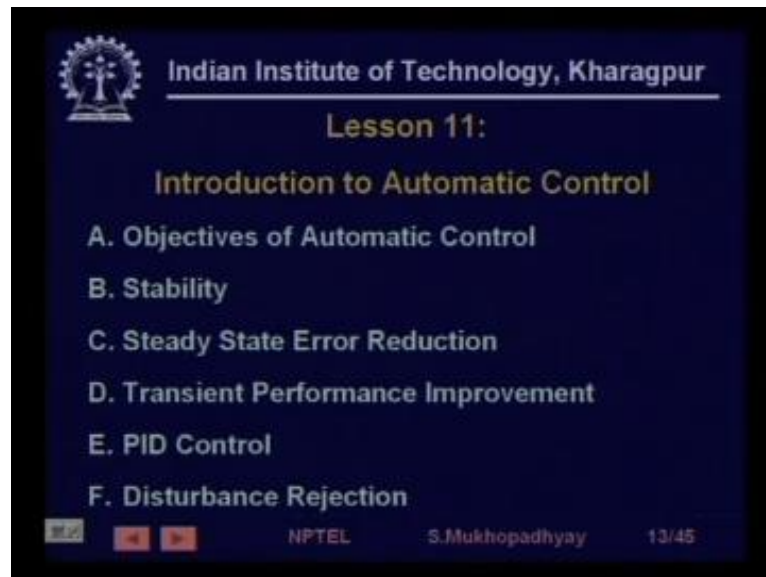 Indian Institute of Technology, Kharagpur
Lesson 11:
Introduction to Automatic Control
A. Objectives of Automatic Control
B. Stability
C. Steady State Error Reduction
D. Transient Performance Improvement
E. PID Control
F. Disturbance Rejection
NPTEL S.Mukhopadhyay 13/45